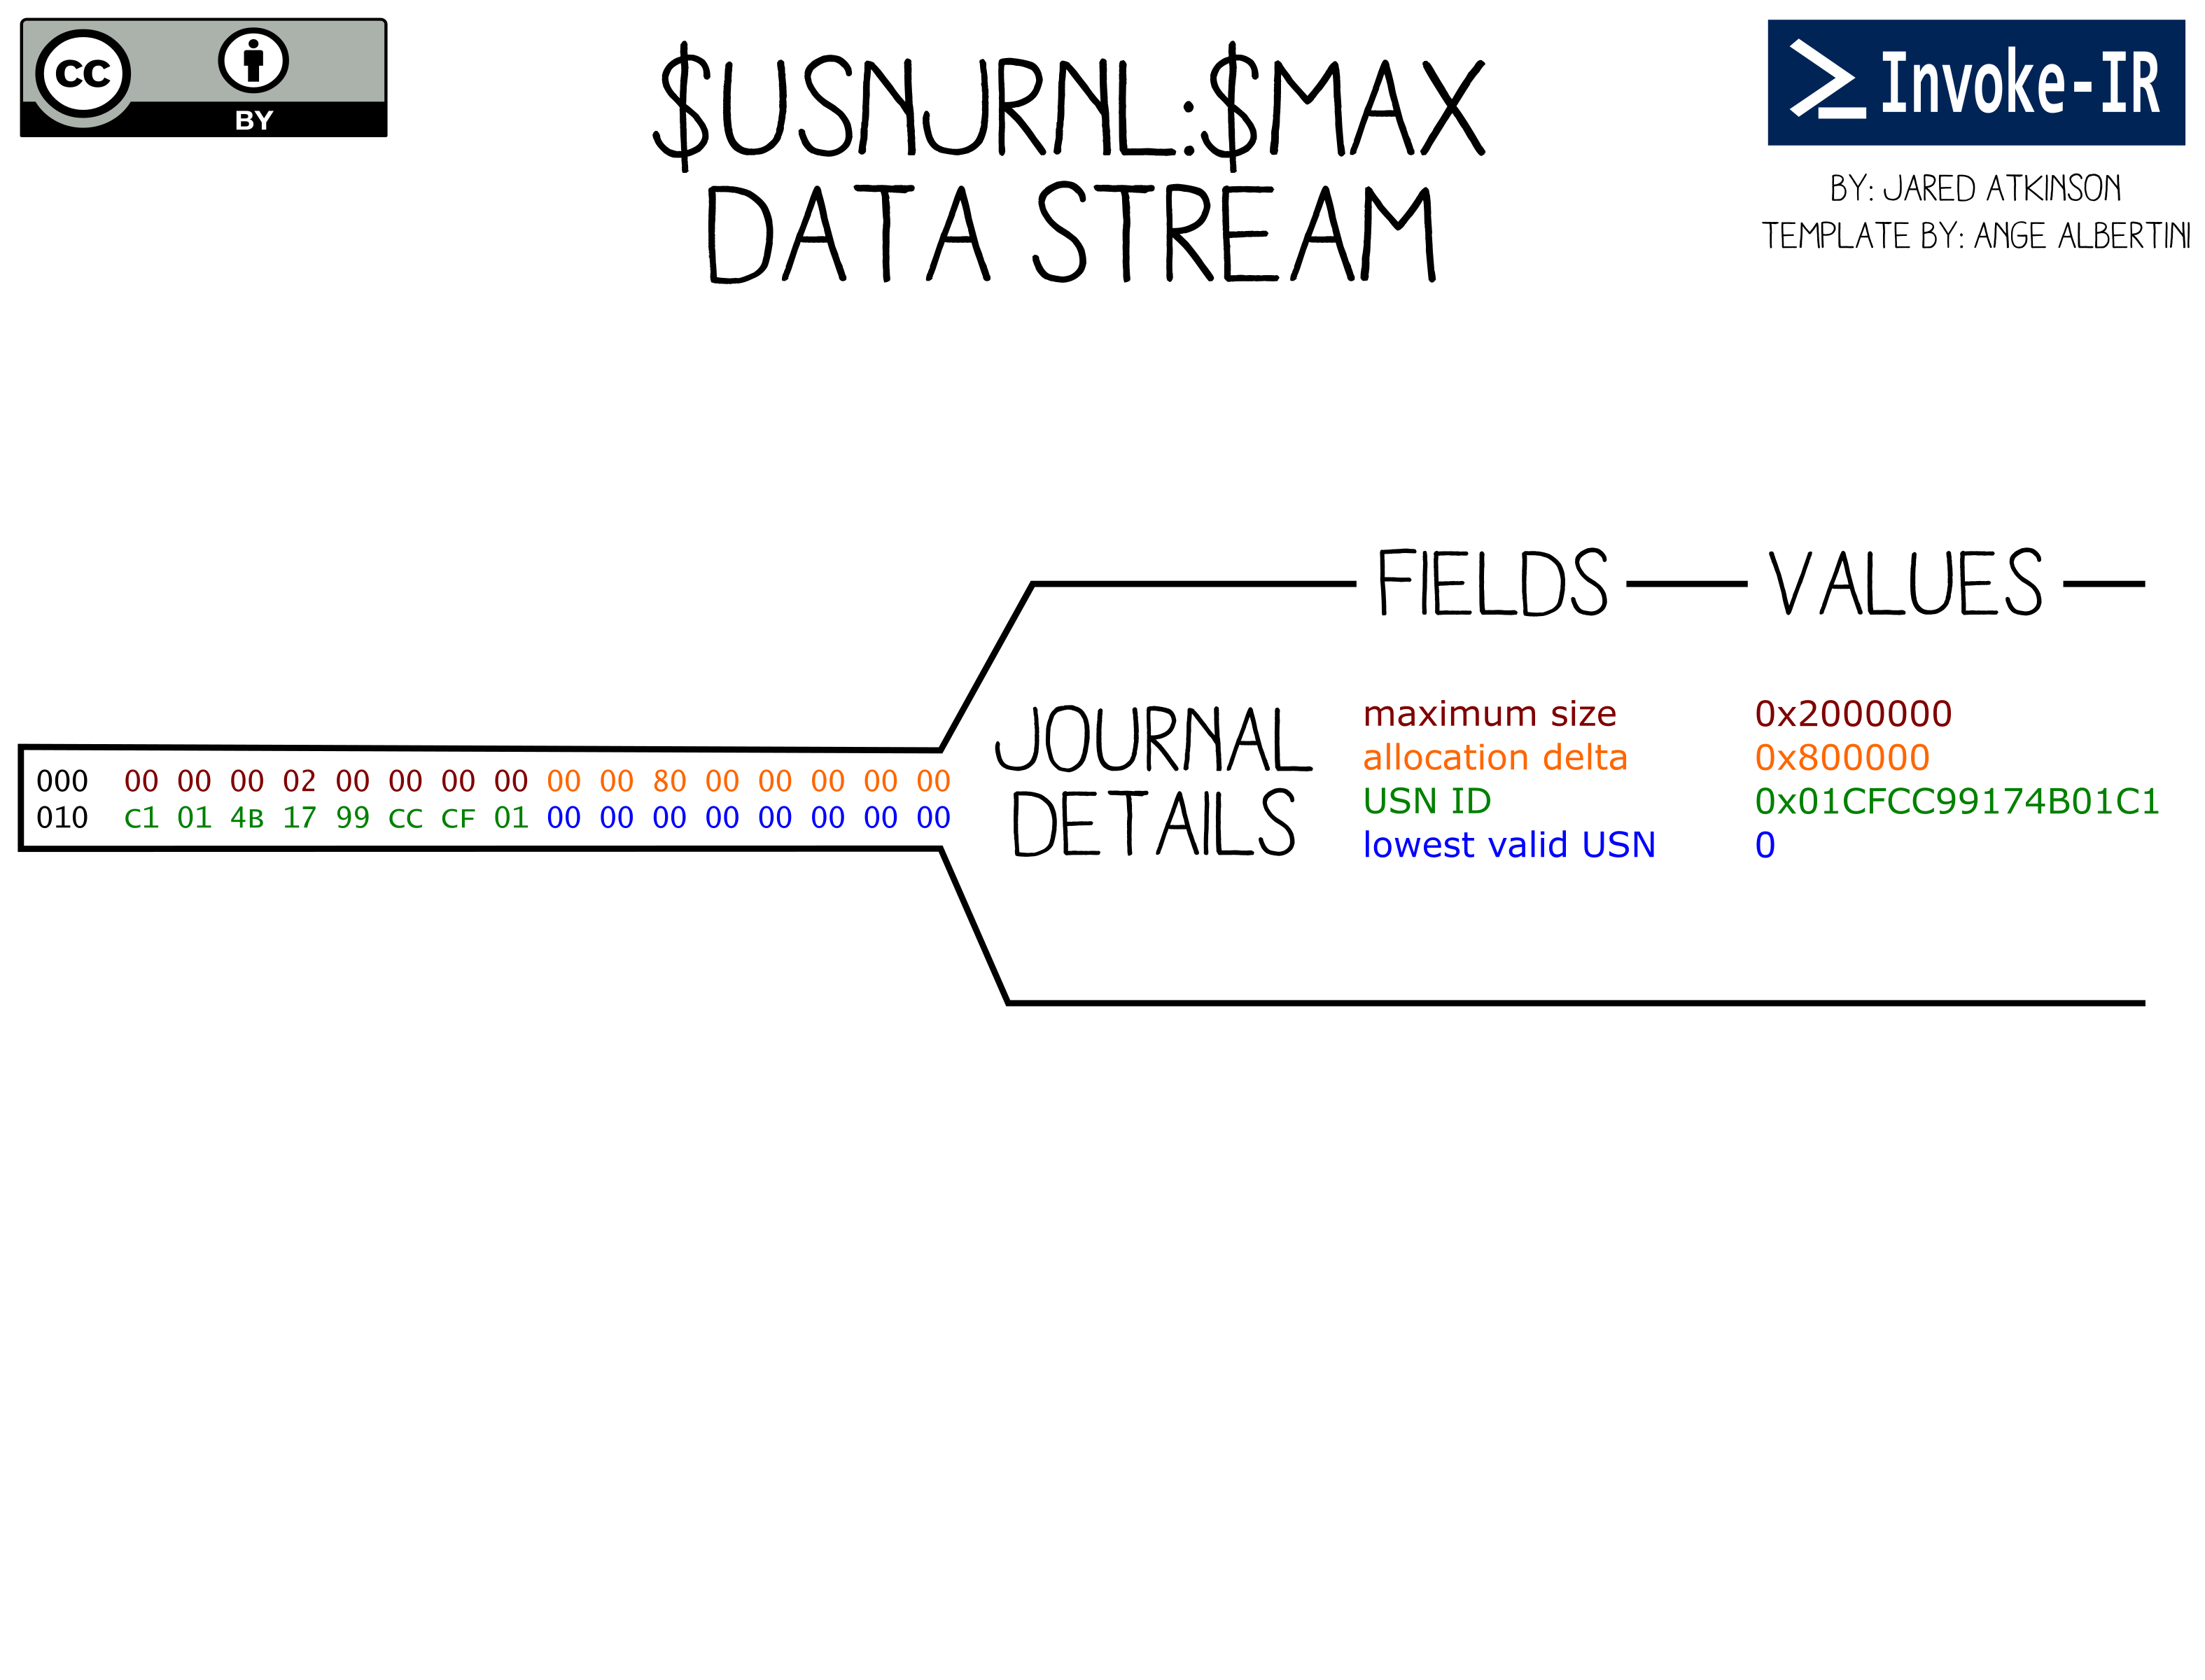 cc
BY
$USNJRNL:$MAX
DATA STREAM
Invoke-IR
BY: JARED ATKINSON
TEMPLATE BY: ANGE ALBERTINI
FIELDS VALUES
JOURNAL
DETAILS
maximum size 0x2000000
allocation delta 0x800000
USN ID 0x01CFCC99174B01C1
lowest valid USN 0
000 00 00 00 02 00 00 00 00 00 00 80 00 00 00 00 00
010 C1 01 4B 17 99 CC CF 01 00 00 00 00 00 00 00 00